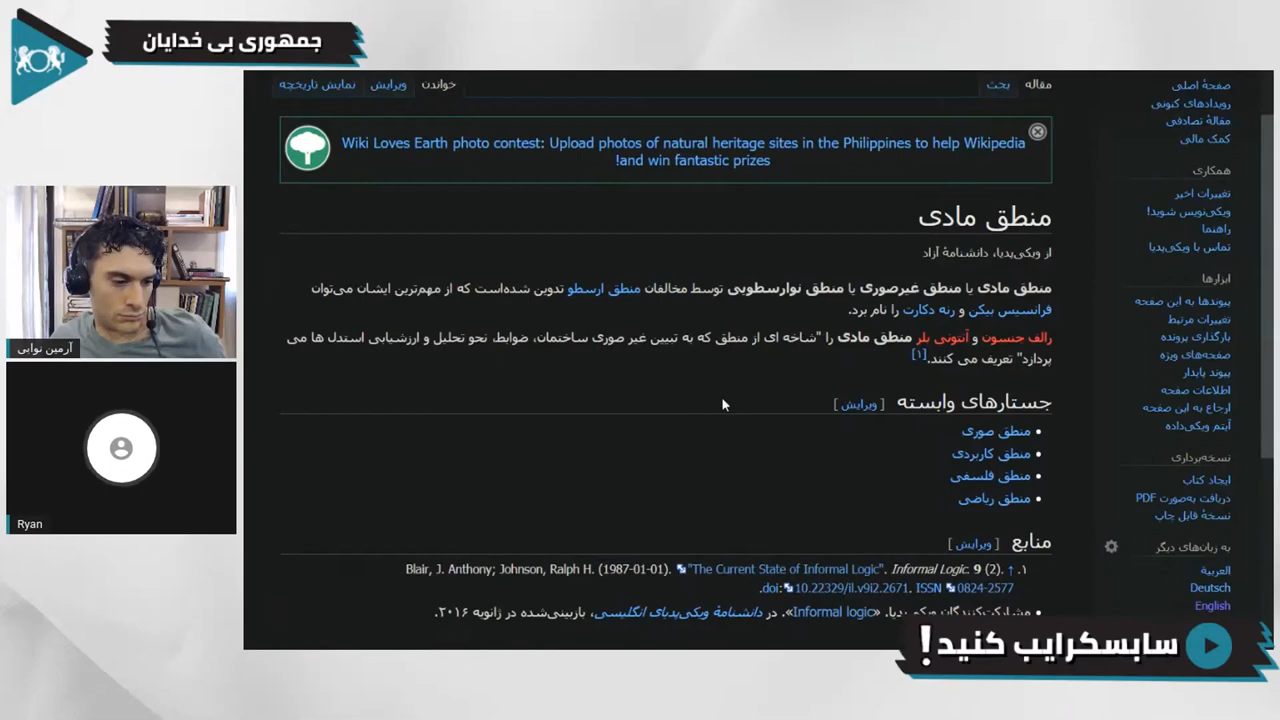 جمهوری بی خدایان
مقاله
بحث
خواندن
ویرایش
نمایش تاریخچه
Wiki Loves Earth photo contest: Upload photos of natural heritage sites in the Philippines to help Wikipedia
!and win fantastic prizes
منطق مادی
از ویکی‌پدیا، دانشنامهٔ آزاد
منطق مادی یا منطق غیرصوری یا منطق نوارسطویی توسط مخالفان منطق ارسطو تدوین شده‌است که از مهم‌ترین ایشان می‌توان
فرانسیس بیکن و رنه دکارت را نام برد.
رالف جنسون و آنتونی بلر منطق مادی را "شاخه ای از منطق که به تبیین غیر صوری ساختمان، ضوابط، نحو تحلیل و ارزشیابی استدل ها می
پردازد" تعریف می کنند.[۱]
جستارهای وابسته [ ویرایش ]
• منطق صوری
• منطق کاربردی
• منطق فلسفی
• منطق ریاضی
منابع [ ویرایش ]
۱. ↑ Blair, J. Anthony; Johnson, Ralph H. (1987-01-01). "The Current State of Informal Logic". Informal Logic. 9 (2).
doi:10.22329/il.v9i2.2671. ISSN 0824-2577.
• مشارکت‌کنندگان ویکی‌پدیا. «Informal logic». در دانشنامهٔ ویکی‌پدیای انگلیسی، بازبینی‌شده در ژانویه ۲۰۱۶.
صفحهٔ اصلی
رویدادهای کنونی
مقالهٔ تصادفی
کمک مالی
همکاری
تغییرات اخیر
ویکی‌نویس شوید!
راهنما
تماس با ویکی‌پدیا
ابزارها
پیوندها به این صفحه
تغییرات مرتبط
بارگذاری پرونده
صفحه‌های ویژه
پیوند پایدار
اطلاعات صفحه
ارجاع به این صفحه
آیتم ویکی‌داده
نسخه‌برداری
ایجاد کتاب
دریافت به‌صورت PDF
نسخهٔ قابل چاپ
به زبان‌های دیگر
العربية
Deutsch
English
آرمین نوابی
Ryan
سابسکرایب کنید!